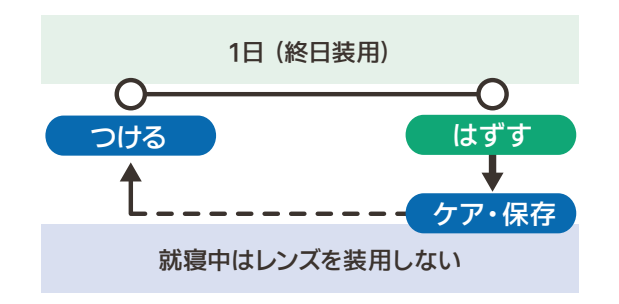 1日（終日装用）
つける
はずす
ケア・保存
就寝中はレンズを装用しない